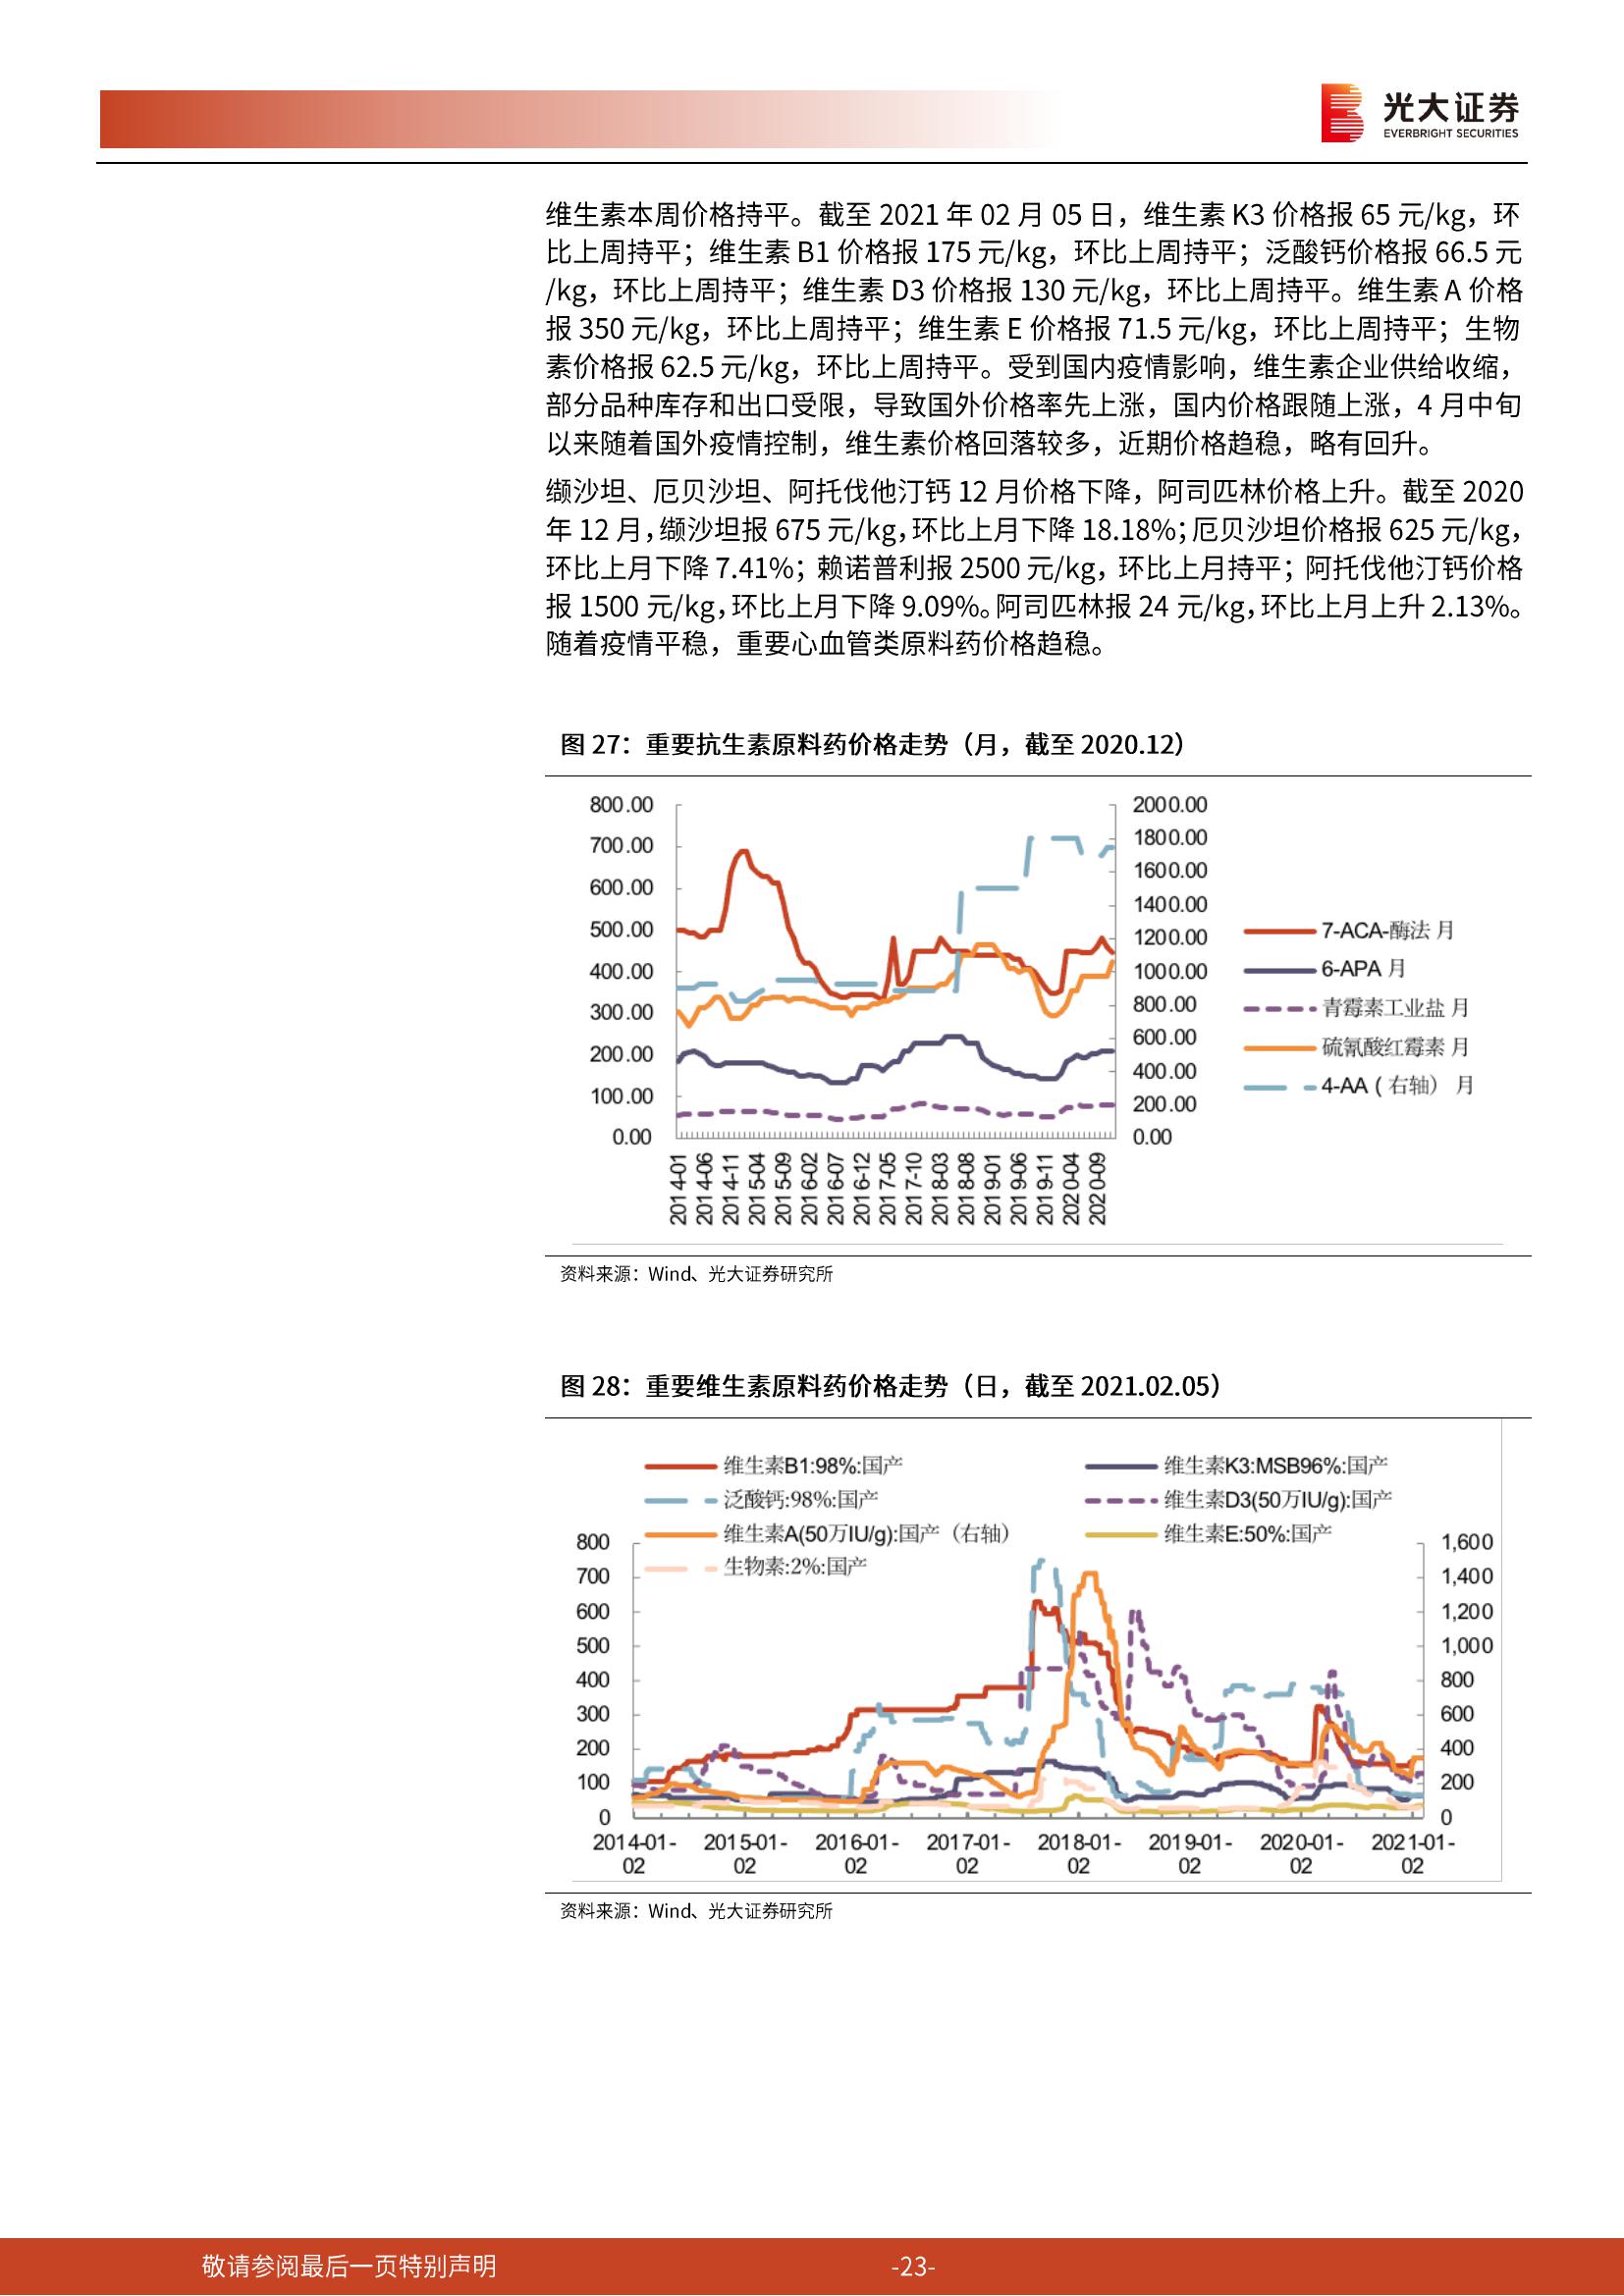 光大证券
EVERBRIGHT SECURITIES
维生素本周价格持平。截至 2021 年 02 月 05 日，维生素 K3 价格报 65 元/kg，环
比上周持平；维生素 B1 价格报 175 元/kg，环比上周持平；泛酸钙价格报 66.5 元
/kg，环比上周持平；维生素 D3 价格报 130 元/kg，环比上周持平。维生素 A 价格
报 350 元/kg，环比上周持平；维生素 E 价格报 71.5 元/kg，环比上周持平；生物
素价格报 62.5 元/kg，环比上周持平。受到国内疫情影响，维生素企业供给收缩，
部分品种库存和出口受限，导致国外价格率先上涨，国内价格跟随上涨，4 月中旬
以来随着国外疫情控制，维生素价格回落较多，近期价格趋稳，略有回升。
缬沙坦、厄贝沙坦、阿托伐他汀钙 12 月价格下降，阿司匹林价格上升。截至 2020
年 12 月，缬沙坦报 675 元/kg，环比上月下降 18.18%；厄贝沙坦价格报 625 元/kg，
环比上月下降 7.41%；赖诺普利报 2500 元/kg，环比上月持平；阿托伐他汀钙价格
报 1500 元/kg，环比上月下降 9.09%。阿司匹林报 24 元/kg，环比上月上升 2.13%。
随着疫情平稳，重要心血管类原料药价格趋稳。
图 27：重要抗生素原料药价格走势（月，截至 2020.12）
800.00
700.00
600.00
500.00
400.00
300.00
200.00
100.00
0.00
2000.00
1800.00
1600.00
1400.00
1200.00
1000.00
800.00
600.00
400.00
200.00
0.00
2014-01
2014-06
2014-11
2015-04
2015-09
2016-02
2016-07
2016-12
2017-05
2017-10
2018-03
2018-08
2019-01
2019-06
2019-11
2020-04
2020-09
7-ACA-酶法 月
6-APA 月
青霉素工业盐 月
硫氰酸红霉素 月
4-AA（右轴） 月
资料来源：Wind、光大证券研究所
图 28：重要维生素原料药价格走势（日，截至 2021.02.05）
维生素B1:98%:国产
维生素K3:MSB96%:国产
泛酸钙:98%:国产
维生素D3(50万IU/g):国产
维生素A(50万IU/g):国产（右轴）
维生素E:50%:国产
生物素:2%:国产
800
700
600
500
400
300
200
100
0
1,600
1,400
1,200
1,000
800
600
400
200
0
2014-01-02
2015-01-02
2016-01-02
2017-01-02
2018-01-02
2019-01-02
2020-01-02
2021-01-02
资料来源：Wind、光大证券研究所
敬请参阅最后一页特别声明
-23-